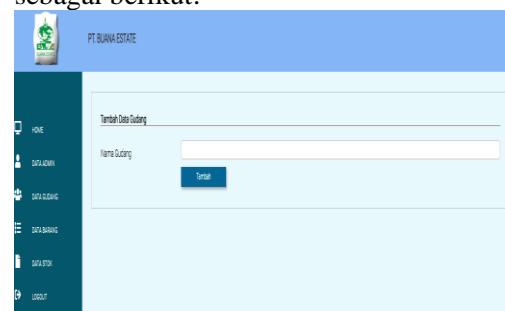 sebagai berikut:
PT. BUANA ESTATE
Tambah Data Gudang
Nama Gudang
Tambah
HOME
DATA ADMIN
DATA GUDANG
DATA BARANG
DATA STOK
LOGOUT